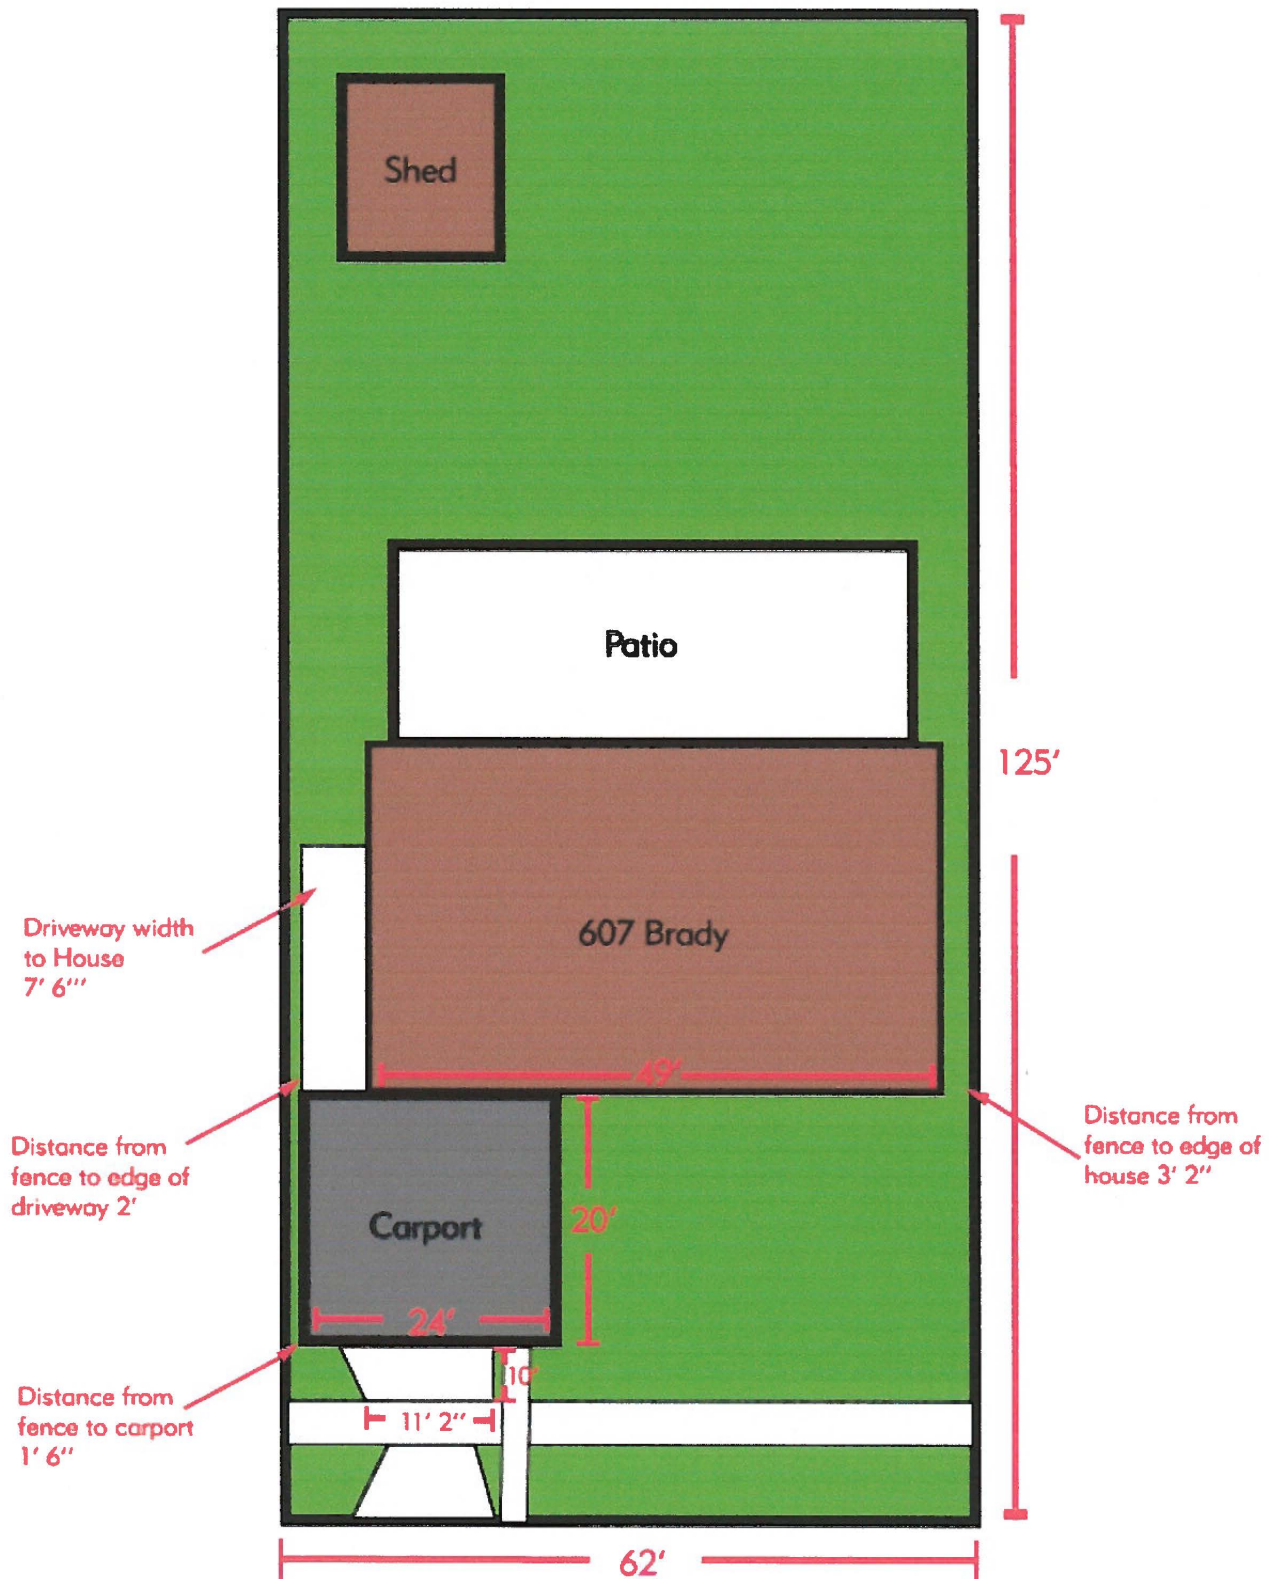 Shed
Patio
125'
607 Brady
Driveway width
to House
7' 6'''
49'
Distance from
fence to edge of
driveway 2'
Distance from
fence to edge of
house 3' 2"
20'
Carport
24'
10'
Distance from
fence to carport
1' 6"
11' 2"
62'